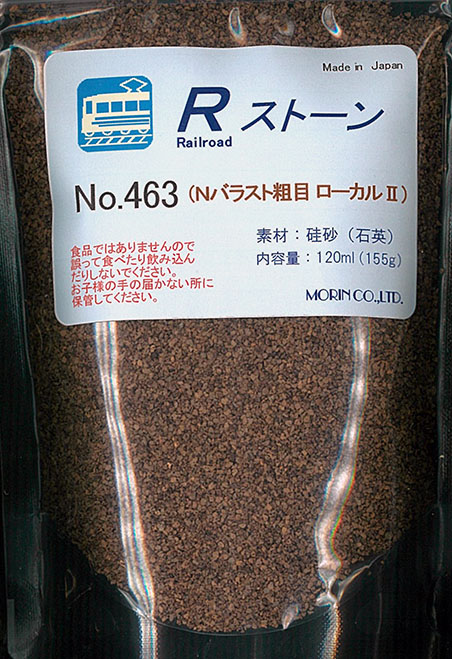 Made in Japan
R ストーン
Railroad
No.463 (Nバラスト粗目 ローカルⅡ)
素材：硅砂（石英）
内容量：120ml(155g)
食品ではありませんので
誤って食べたり飲み込ん
だりしないでください。
お子様の手の届かない所に
保管してください。
MORIN CO.,LTD.